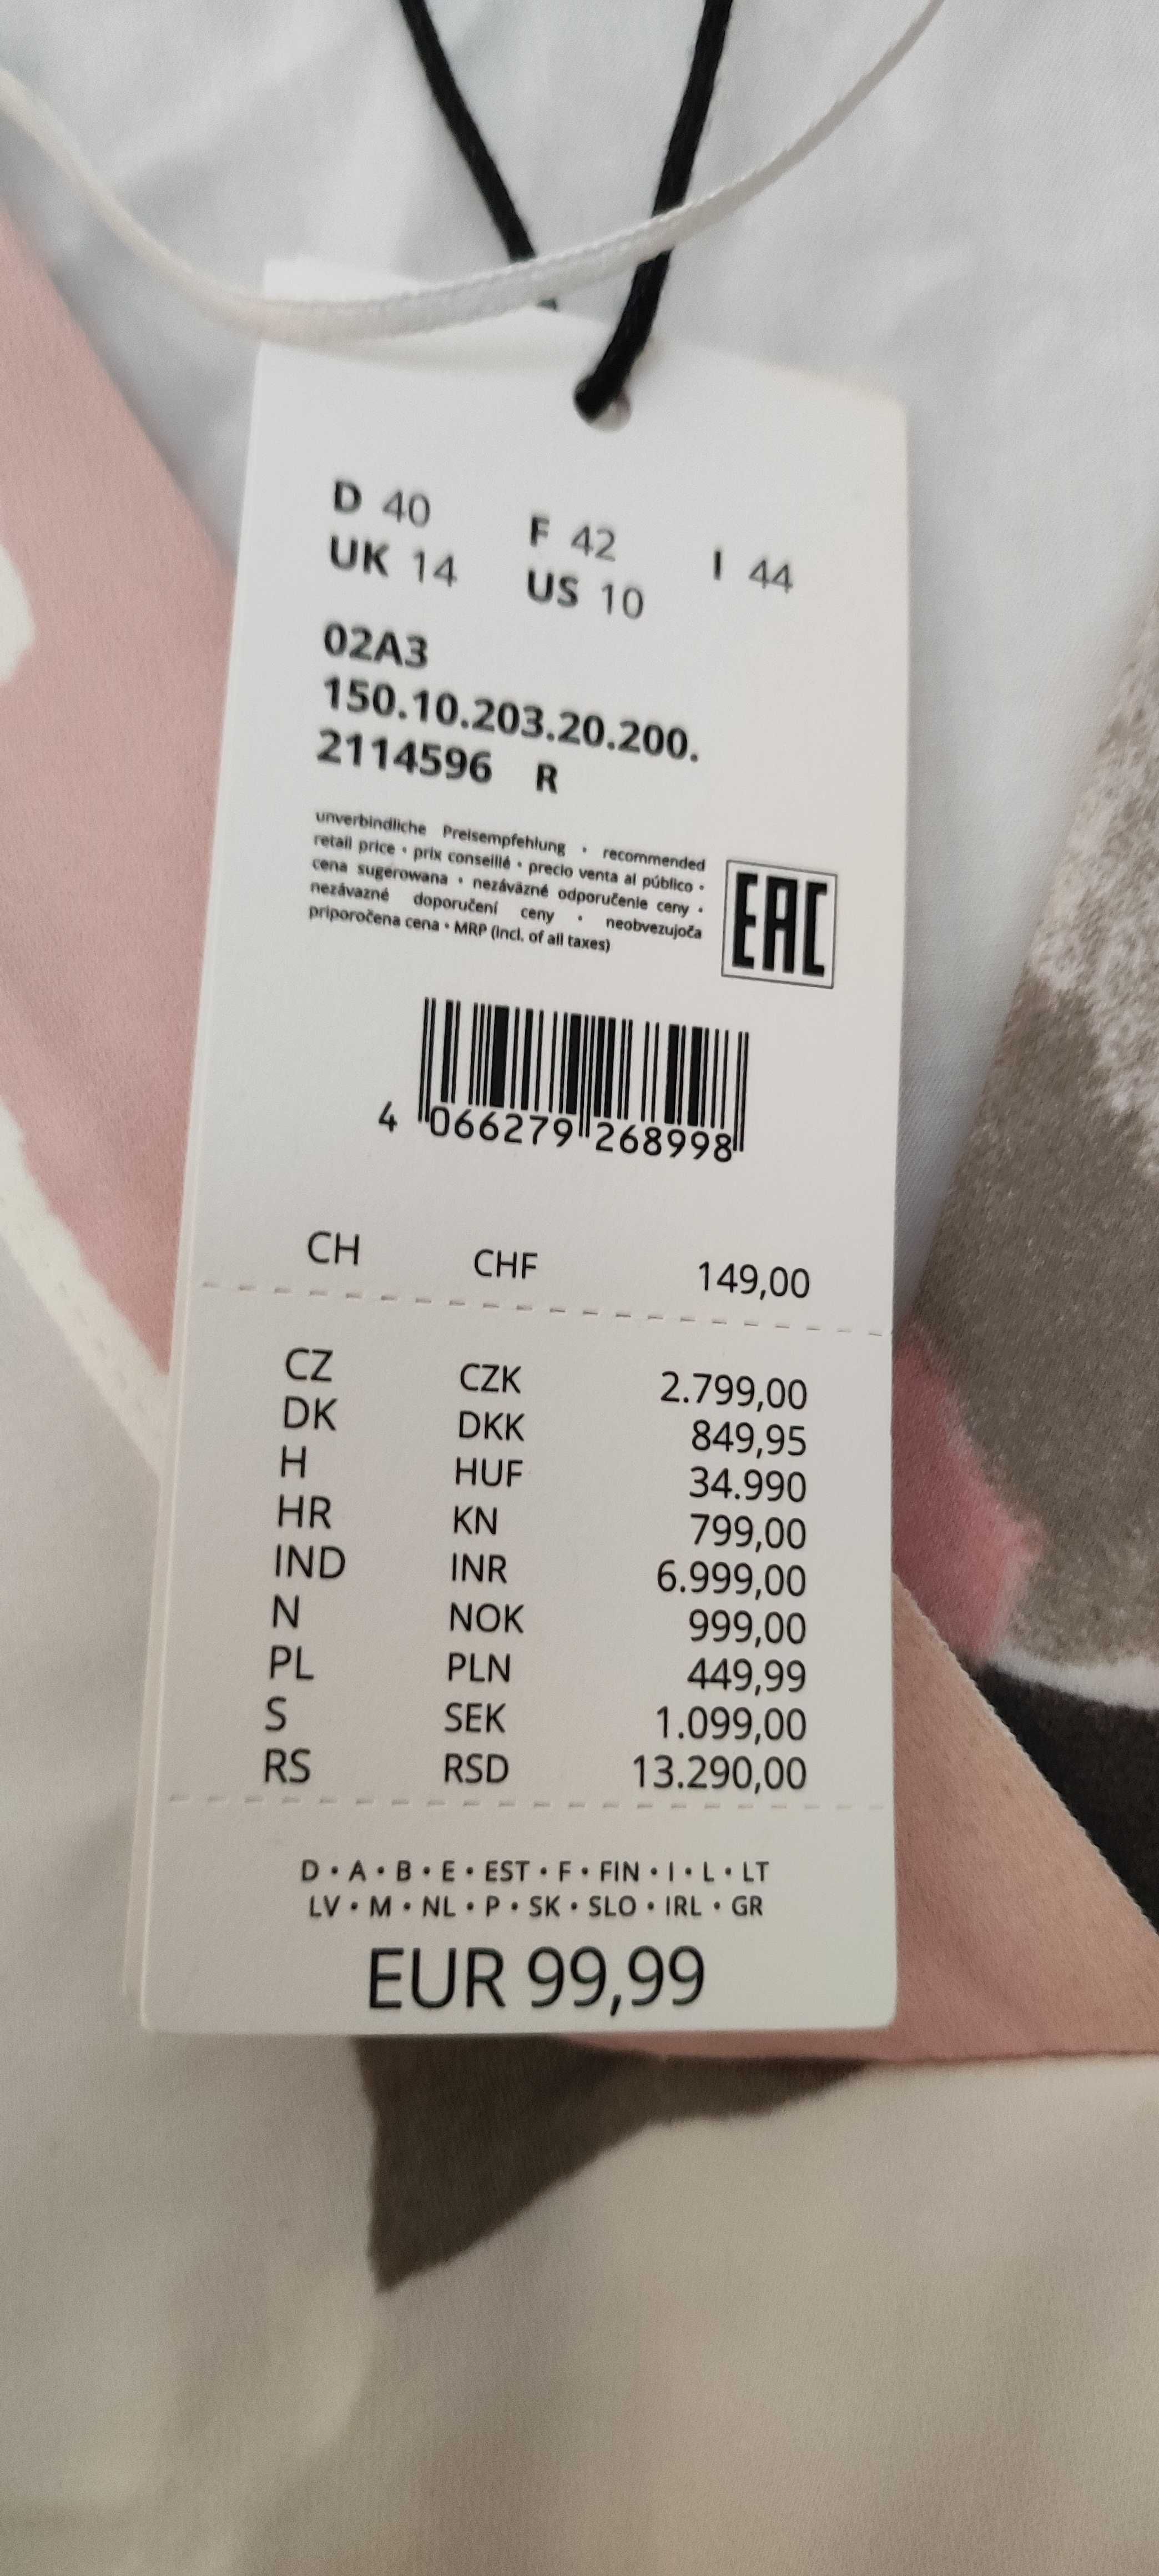 D 40 F 42 I 44
UK 14 US 10
02A3
150.10.203.20.200.
2114596 R
unverbindliche Preisempfehlung • recommended
retail price • prix conseillé • precio venta al público •
cena sugerowana • nezáväzné odporučenie ceny •
nezávazné doporučení ceny • neobvezujoča
priporočena cena • MRP (incl. of all taxes)
EAC
4 066279 268998
CH CHF 149,00
CZ CZK 2.799,00
DK DKK 849,95
H HUF 34.990
HR KN 799,00
IND INR 6.999,00
N NOK 999,00
PL PLN 449,99
S SEK 1.099,00
RS RSD 13.290,00
D • A • B • E • EST • F • FIN • I • L • LT
LV • M • NL • P • SK • SLO • IRL • GR
EUR 99,99